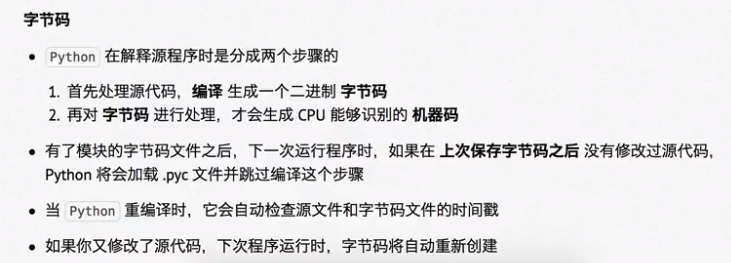 字节码
• Python 在解释源程序时是分成两个步骤的
1. 首先处理源代码，编译 生成一个二进制 字节码
2. 再对 字节码 进行处理，才会生成 CPU 能够识别的 机器码
• 有了模块的字节码文件之后，下一次运行程序时，如果在 上次保存字节码之后 没有修改过源代码，
Python 将会加载 .pyc 文件并跳过编译这个步骤
• 当 Python 重编译时，它会自动检查源文件和字节码文件的时间戳
• 如果你又修改了源代码，下次程序运行时，字节码将自动重新创建